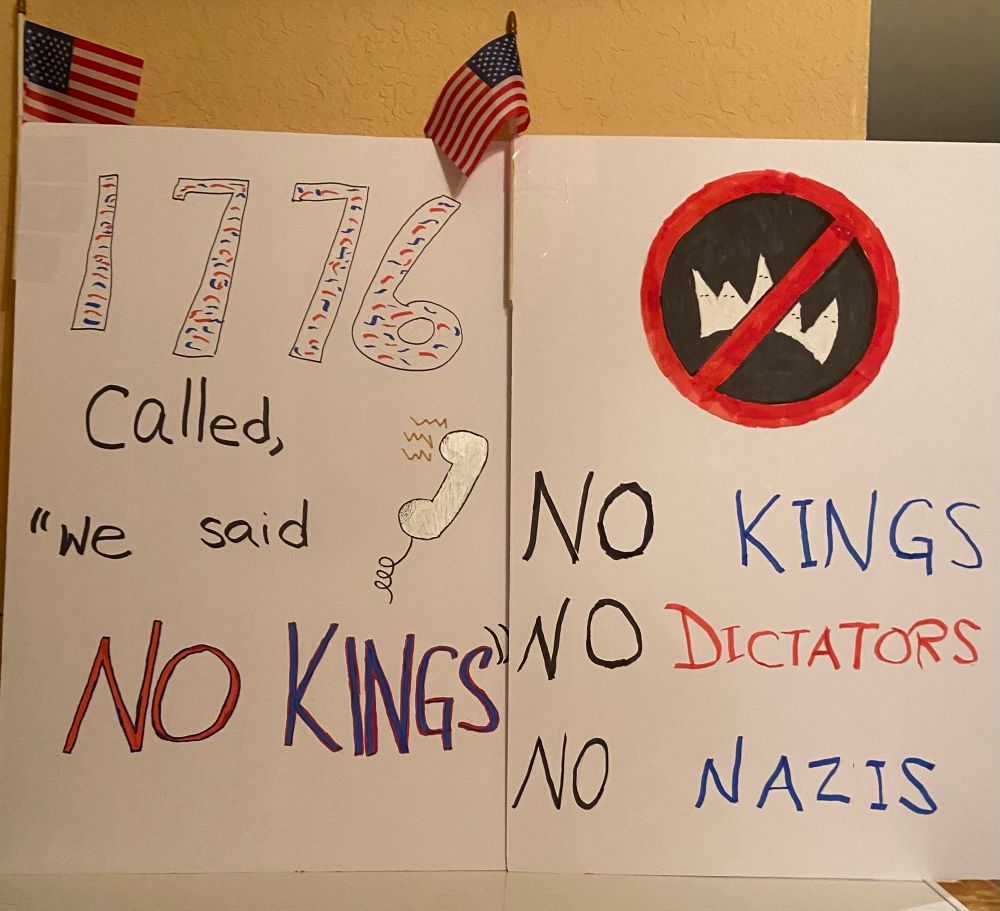 1776
Called,
"We said
NO KINGS"
NO KINGS
NO DICTATORS
NO NAZIS